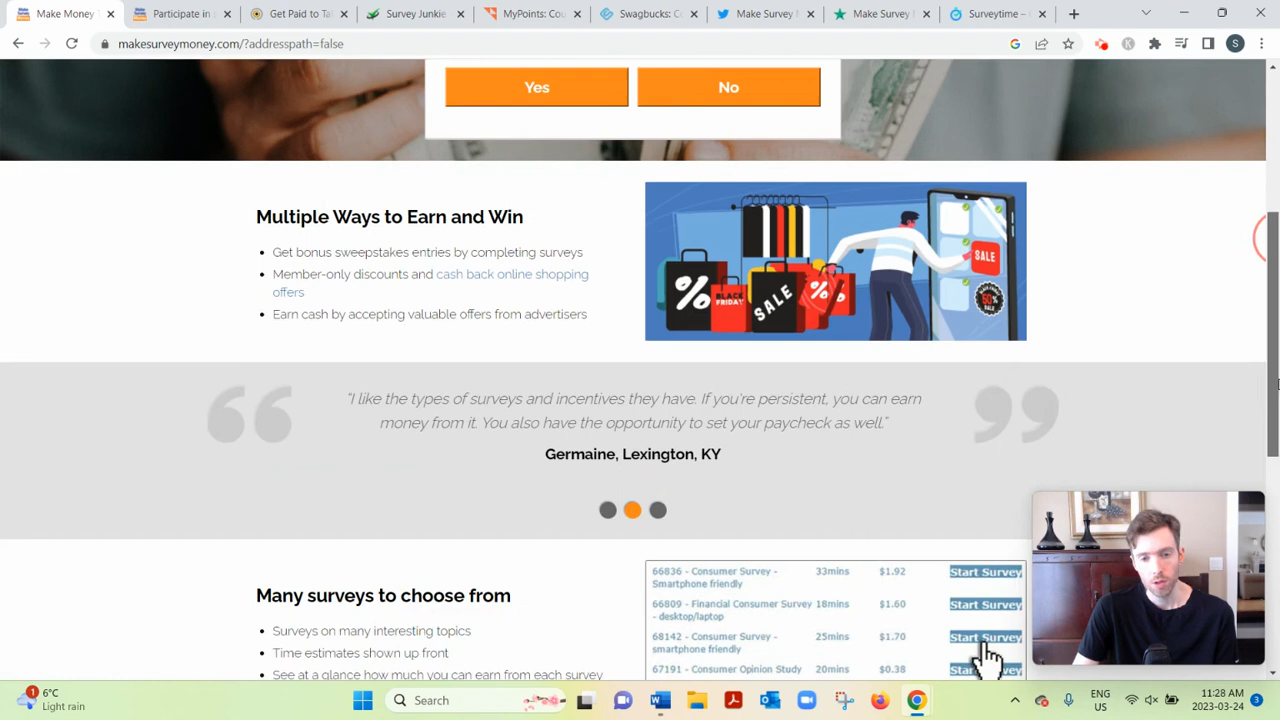 Make Money
Participate in
Get Paid to Ta
Survey Junkie
MyPoints: Cou
Swagbucks: Co
Make Survey M
Make Survey M
Surveytime –
makesurveymoney.com/?addresspath=false
S
Yes
No
Multiple Ways to Earn and Win
Get bonus sweepstakes entries by completing surveys
Member-only discounts and cash back online shopping
offers
Earn cash by accepting valuable offers from advertisers
%
BLACK
FRIDAY
SALE
%
SALE
50%
"I like the types of surveys and incentives they have. If you're persistent, you can earn
money from it. You also have the opportunity to set your paycheck as well."
Germaine, Lexington, KY
Many surveys to choose from
Surveys on many interesting topics
Time estimates shown up front
See at a glance how much you can earn from each survey
66836 - Consumer Survey - 33mins $1.92 Start Survey
Smartphone friendly
66809 - Financial Consumer Survey 18mins $1.60 Start Survey
- desktop/laptop
68142 - Consumer Survey - 25mins $1.70 Start Survey
smartphone friendly
67191 - Consumer Opinion Study 20mins $0.38
1
6°C
Light rain
Search
ENG
US
11:28 AM
2023-03-24
3